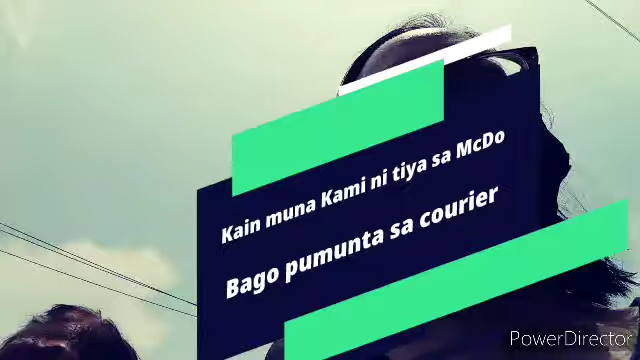 Kain muna Kami ni tiya sa McDo
Bago pumunta sa courier
PowerDirector